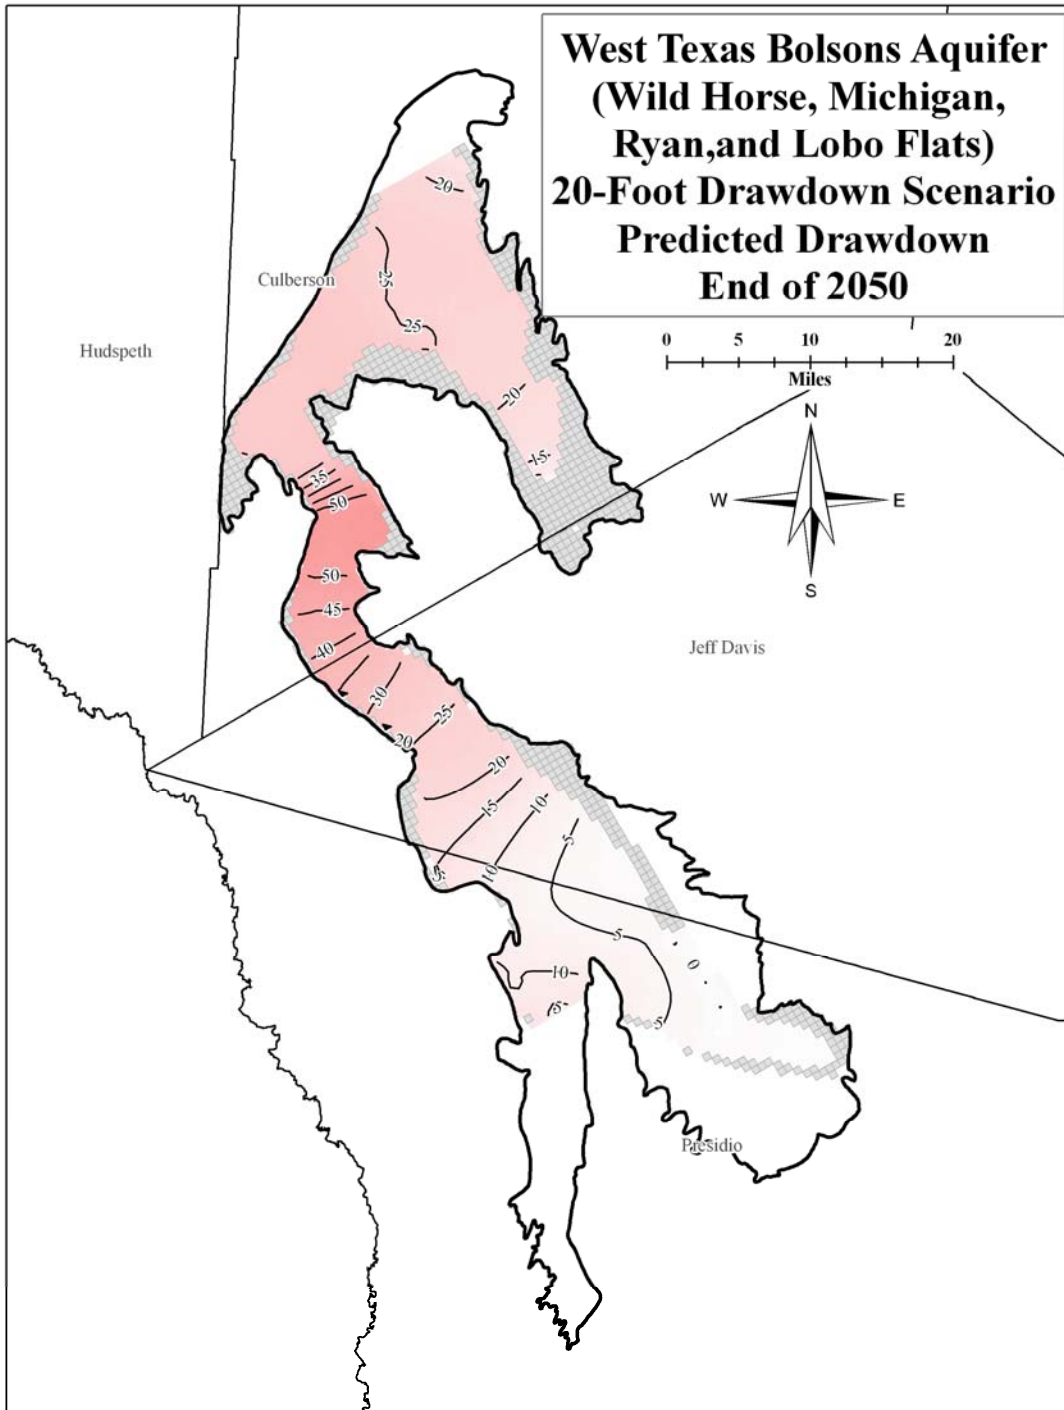 West Texas Bolsons Aquifer
(Wild Horse, Michigan,
Ryan,and Lobo Flats)
20-Foot Drawdown Scenario
Predicted Drawdown
End of 2050
0 5 10 20
Miles
N
W E
S
Culberson
Hudspeth
Jeff Davis
Presidio
20
25
25
20
15
35
50
50
45
40
30
25
20
20
15
10
5
5
10
5
0
10
5
5